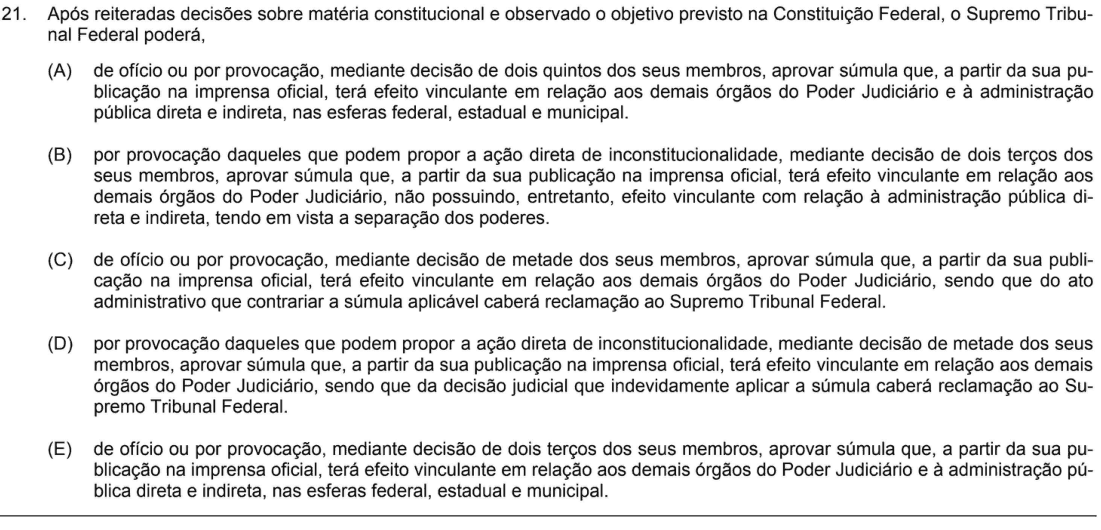 21. Após reiteradas decisões sobre matéria constitucional e observado o objetivo previsto na Constituição Federal, o Supremo Tribu-
nal Federal poderá,
(A) de ofício ou por provocação, mediante decisão de dois quintos dos seus membros, aprovar súmula que, a partir da sua pu-
blicação na imprensa oficial, terá efeito vinculante em relação aos demais órgãos do Poder Judiciário e à administração
pública direta e indireta, nas esferas federal, estadual e municipal.
(B) por provocação daqueles que podem propor a ação direta de inconstitucionalidade, mediante decisão de dois terços dos
seus membros, aprovar súmula que, a partir da sua publicação na imprensa oficial, terá efeito vinculante em relação aos
demais órgãos do Poder Judiciário, não possuindo, entretanto, efeito vinculante com relação à administração pública di-
reta e indireta, tendo em vista a separação dos poderes.
(C) de ofício ou por provocação, mediante decisão de metade dos seus membros, aprovar súmula que, a partir da sua publi-
cação na imprensa oficial, terá efeito vinculante em relação aos demais órgãos do Poder Judiciário, sendo que do ato
administrativo que contrariar a súmula aplicável caberá reclamação ao Supremo Tribunal Federal.
(D) por provocação daqueles que podem propor a ação direta de inconstitucionalidade, mediante decisão de metade dos seus
membros, aprovar súmula que, a partir da sua publicação na imprensa oficial, terá efeito vinculante em relação aos demais
órgãos do Poder Judiciário, sendo que da decisão judicial que indevidamente aplicar a súmula caberá reclamação ao Su-
premo Tribunal Federal.
(E) de ofício ou por provocação, mediante decisão de dois terços dos seus membros, aprovar súmula que, a partir da sua pu-
blicação na imprensa oficial, terá efeito vinculante em relação aos demais órgãos do Poder Judiciário e à administração pú-
blica direta e indireta, nas esferas federal, estadual e municipal.